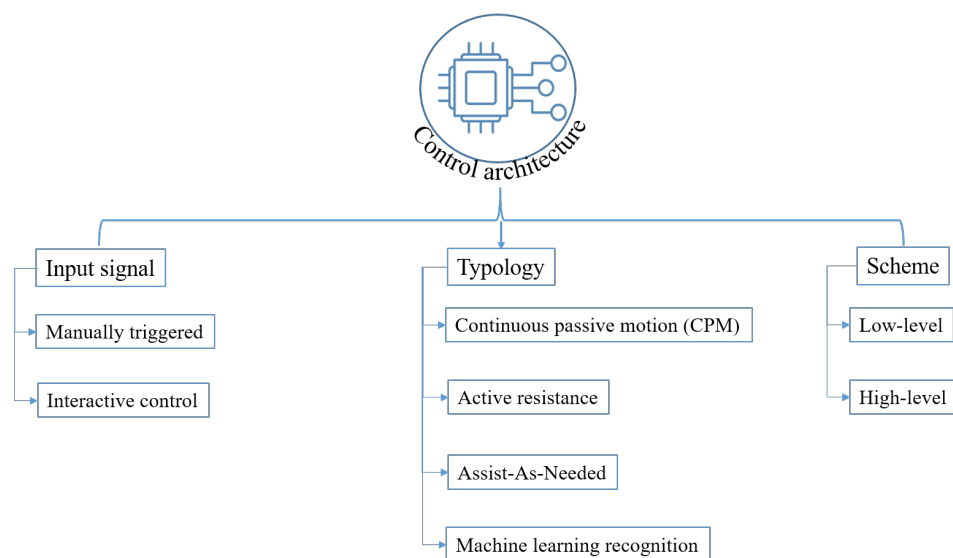 Control architecture
Input signal
Manually triggered
Interactive control
Typology
Continuous passive motion (CPM)
Active resistance
Assist-As-Needed
Machine learning recognition
Scheme
Low-level
High-level